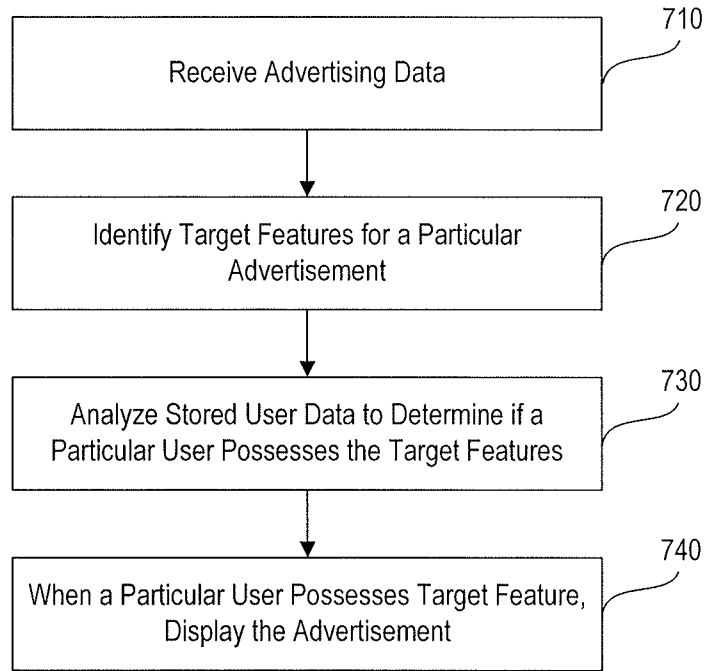 710
Receive Advertising Data
720
Identify Target Features for a Particular
Advertisement
730
Analyze Stored User Data to Determine if a
Particular User Possesses the Target Features
740
When a Particular User Possesses Target Feature,
Display the Advertisement